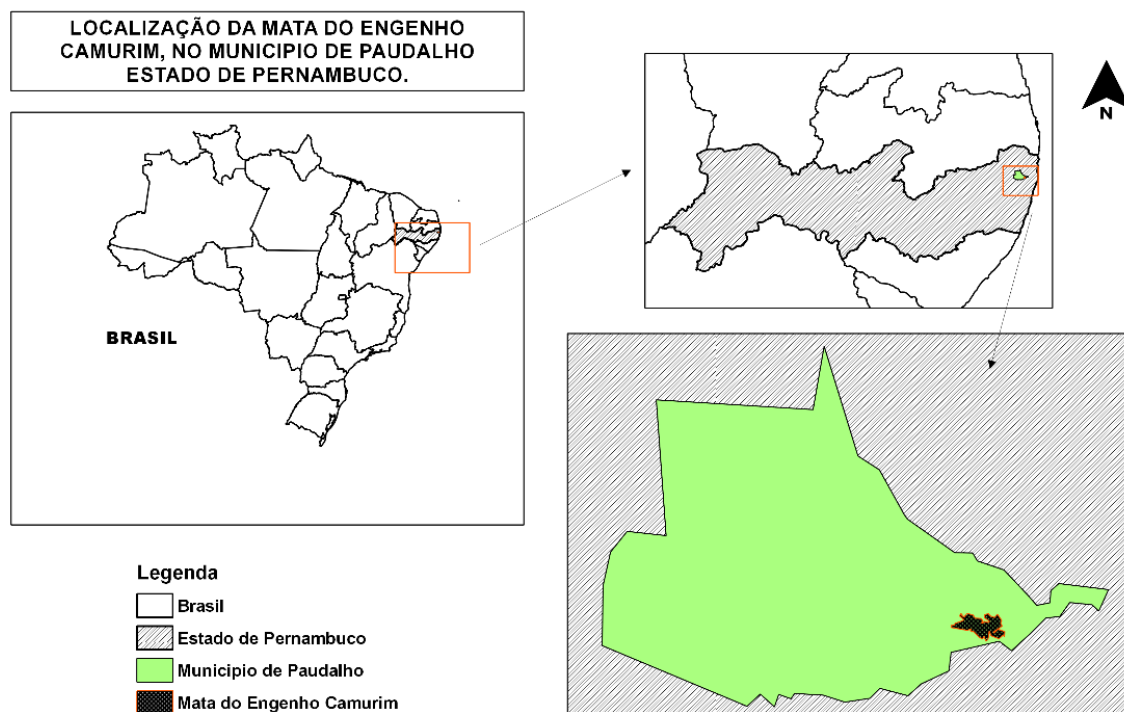 LOCALIZAÇÃO DA MATA DO ENGENHO
CAMURIM, NO MUNICIPIO DE PAUDALHO
ESTADO DE PERNAMBUCO.
N
BRASIL
Legenda
Brasil
Estado de Pernambuco
Municipio de Paudalho
Mata do Engenho Camurim